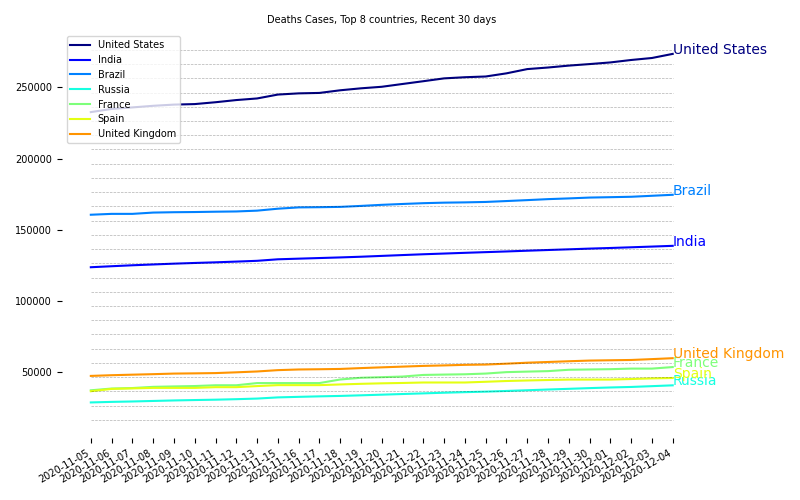 Deaths Cases, Top 8 countries, Recent 30 days
United States
India
Brazil
Russia
France
Spain
United Kingdom
250000
200000
150000
100000
50000
United States
Brazil
India
United Kingdom
France
Spain
Russia
2020-11-05
2020-11-06
2020-11-07
2020-11-08
2020-11-09
2020-11-10
2020-11-11
2020-11-12
2020-11-13
2020-11-15
2020-11-16
2020-11-17
2020-11-18
2020-11-19
2020-11-20
2020-11-21
2020-11-22
2020-11-23
2020-11-24
2020-11-25
2020-11-26
2020-11-27
2020-11-28
2020-11-29
2020-11-30
2020-12-01
2020-12-02
2020-12-03
2020-12-04